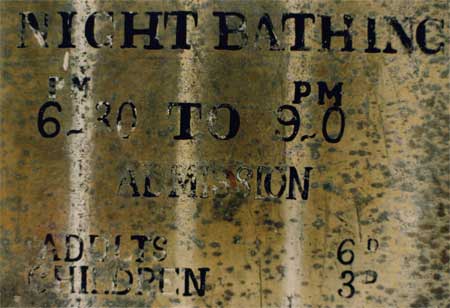 NIGHT BATHING
PM PM
6-30 TO 9-0
ADMISSION
ADULTS 6D
CHILDREN 3D